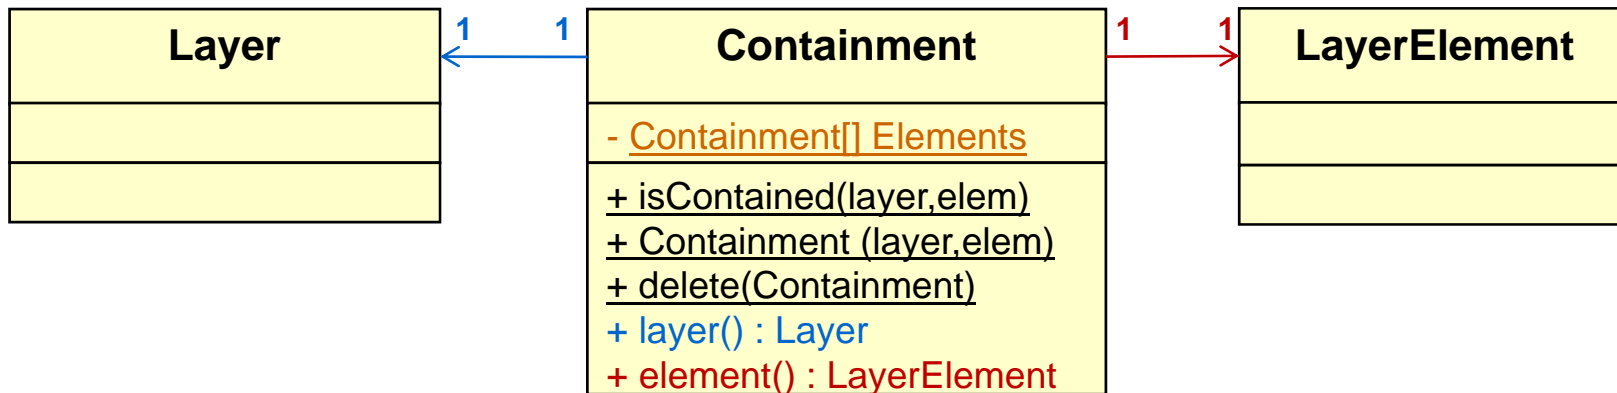 Layer
1
1
Containment
1
1
LayerElement
- Containment[] Elements
+ isContained(layer,elem)
+ Containment (layer,elem)
+ delete(Containment)
+ layer() : Layer
+ element() : LayerElement